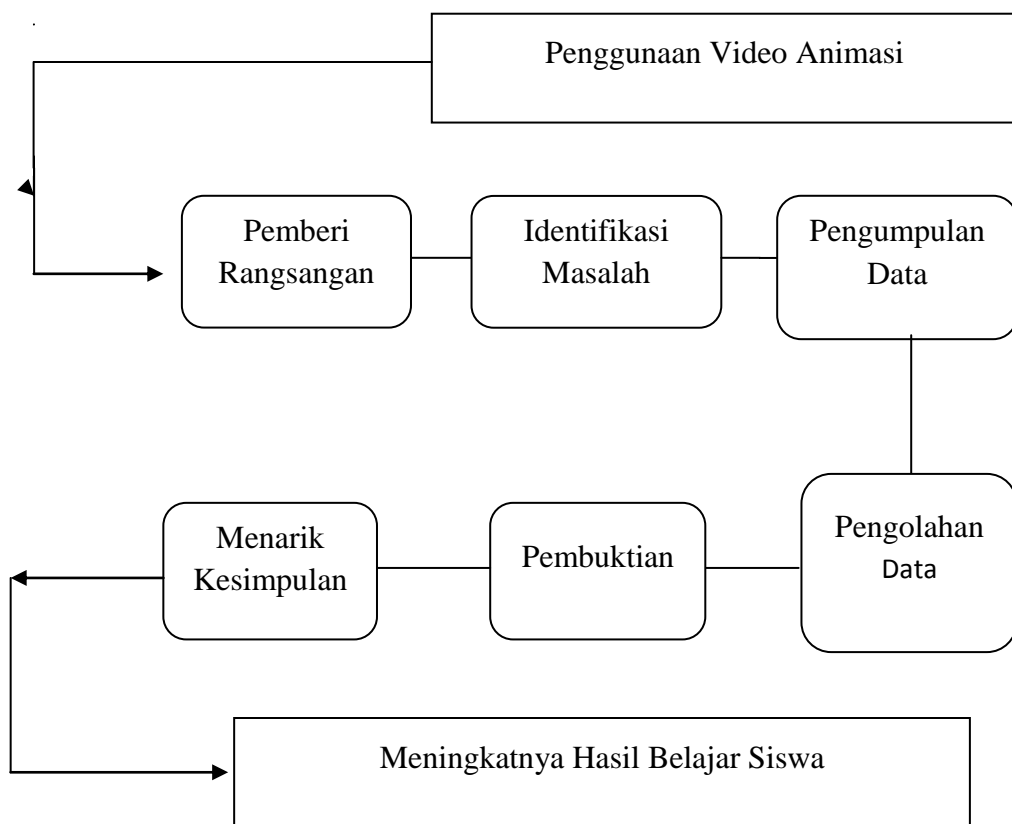 Penggunaan Video Animasi
Pemberi
Rangsangan
Identifikasi
Masalah
Pengumpulan
Data
Menarik
Kesimpulan
Pembuktian
Pengolahan
Data
Meningkatnya Hasil Belajar Siswa